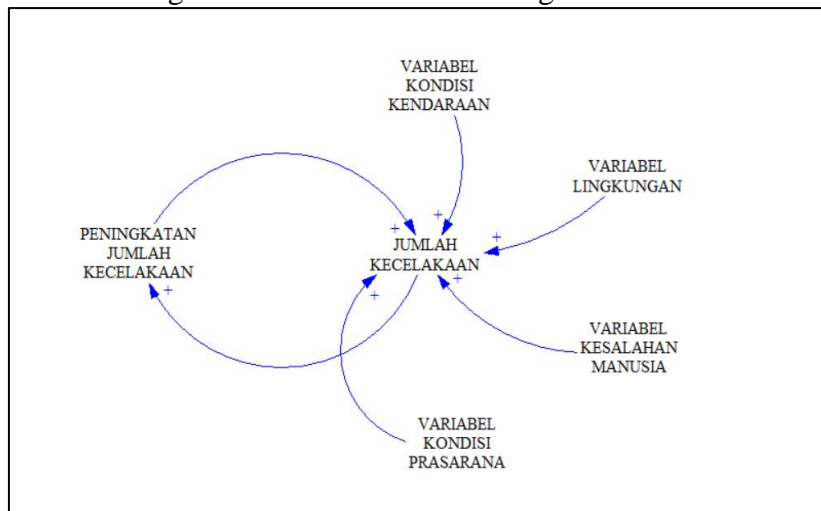 VARIABEL
KONDISI
KENDARAAN
VARIABEL
LINGKUNGAN
PENINGKATAN
JUMLAH
KECELAKAAN
JUMLAH
KECELAKAAN
VARIABEL
KESALAHAN
MANUSIA
VARIABEL
KONDISI
PRASARANA
+
+
+
+
+
+